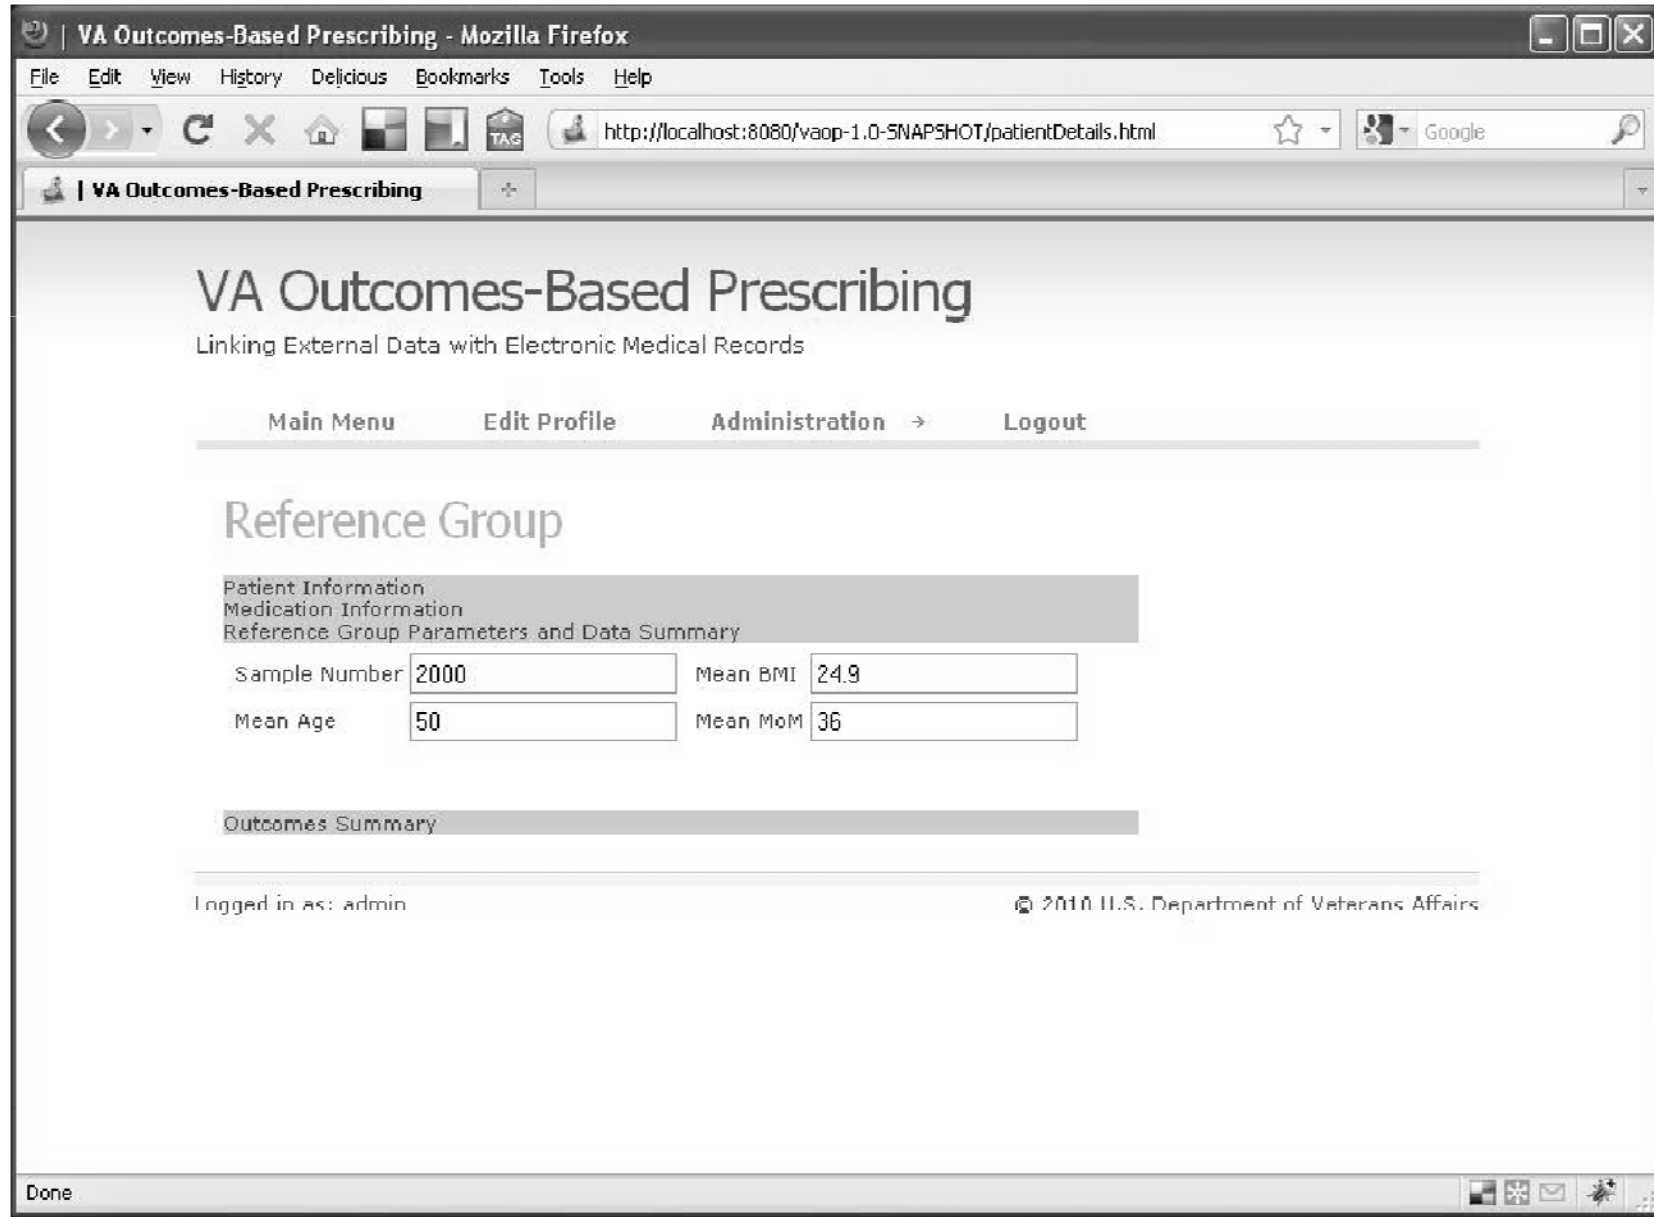 | VA Outcomes-Based Prescribing - Mozilla Firefox
File Edit View History Delicious Bookmarks Tools Help
TAG http://localhost:8080/vaop-1.0-SNAPSHOT/patientDetails.html Google
| VA Outcomes-Based Prescribing
VA Outcomes-Based Prescribing
Linking External Data with Electronic Medical Records
Main Menu Edit Profile Administration → Logout
Reference Group
Patient Information
Medication Information
Reference Group Parameters and Data Summary
Sample Number 2000 Mean BMI 24.9
Mean Age 50 Mean MoM 36
Outcomes Summary
Logged in as: admin © 2010 U.S. Department of Veterans Affairs
Done